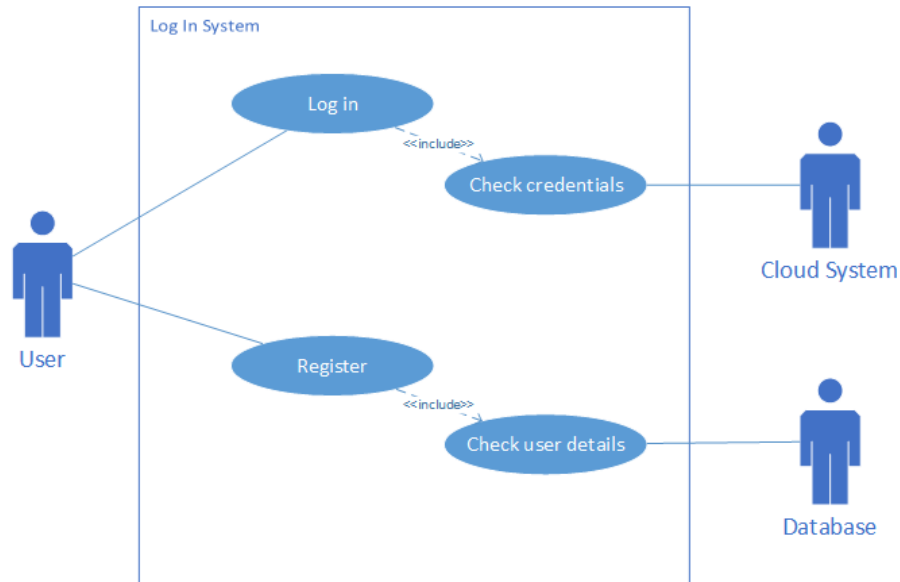 Log In System
Log in
<<include>>
Check credentials
Cloud System
User
Register
<<include>>
Check user details
Database